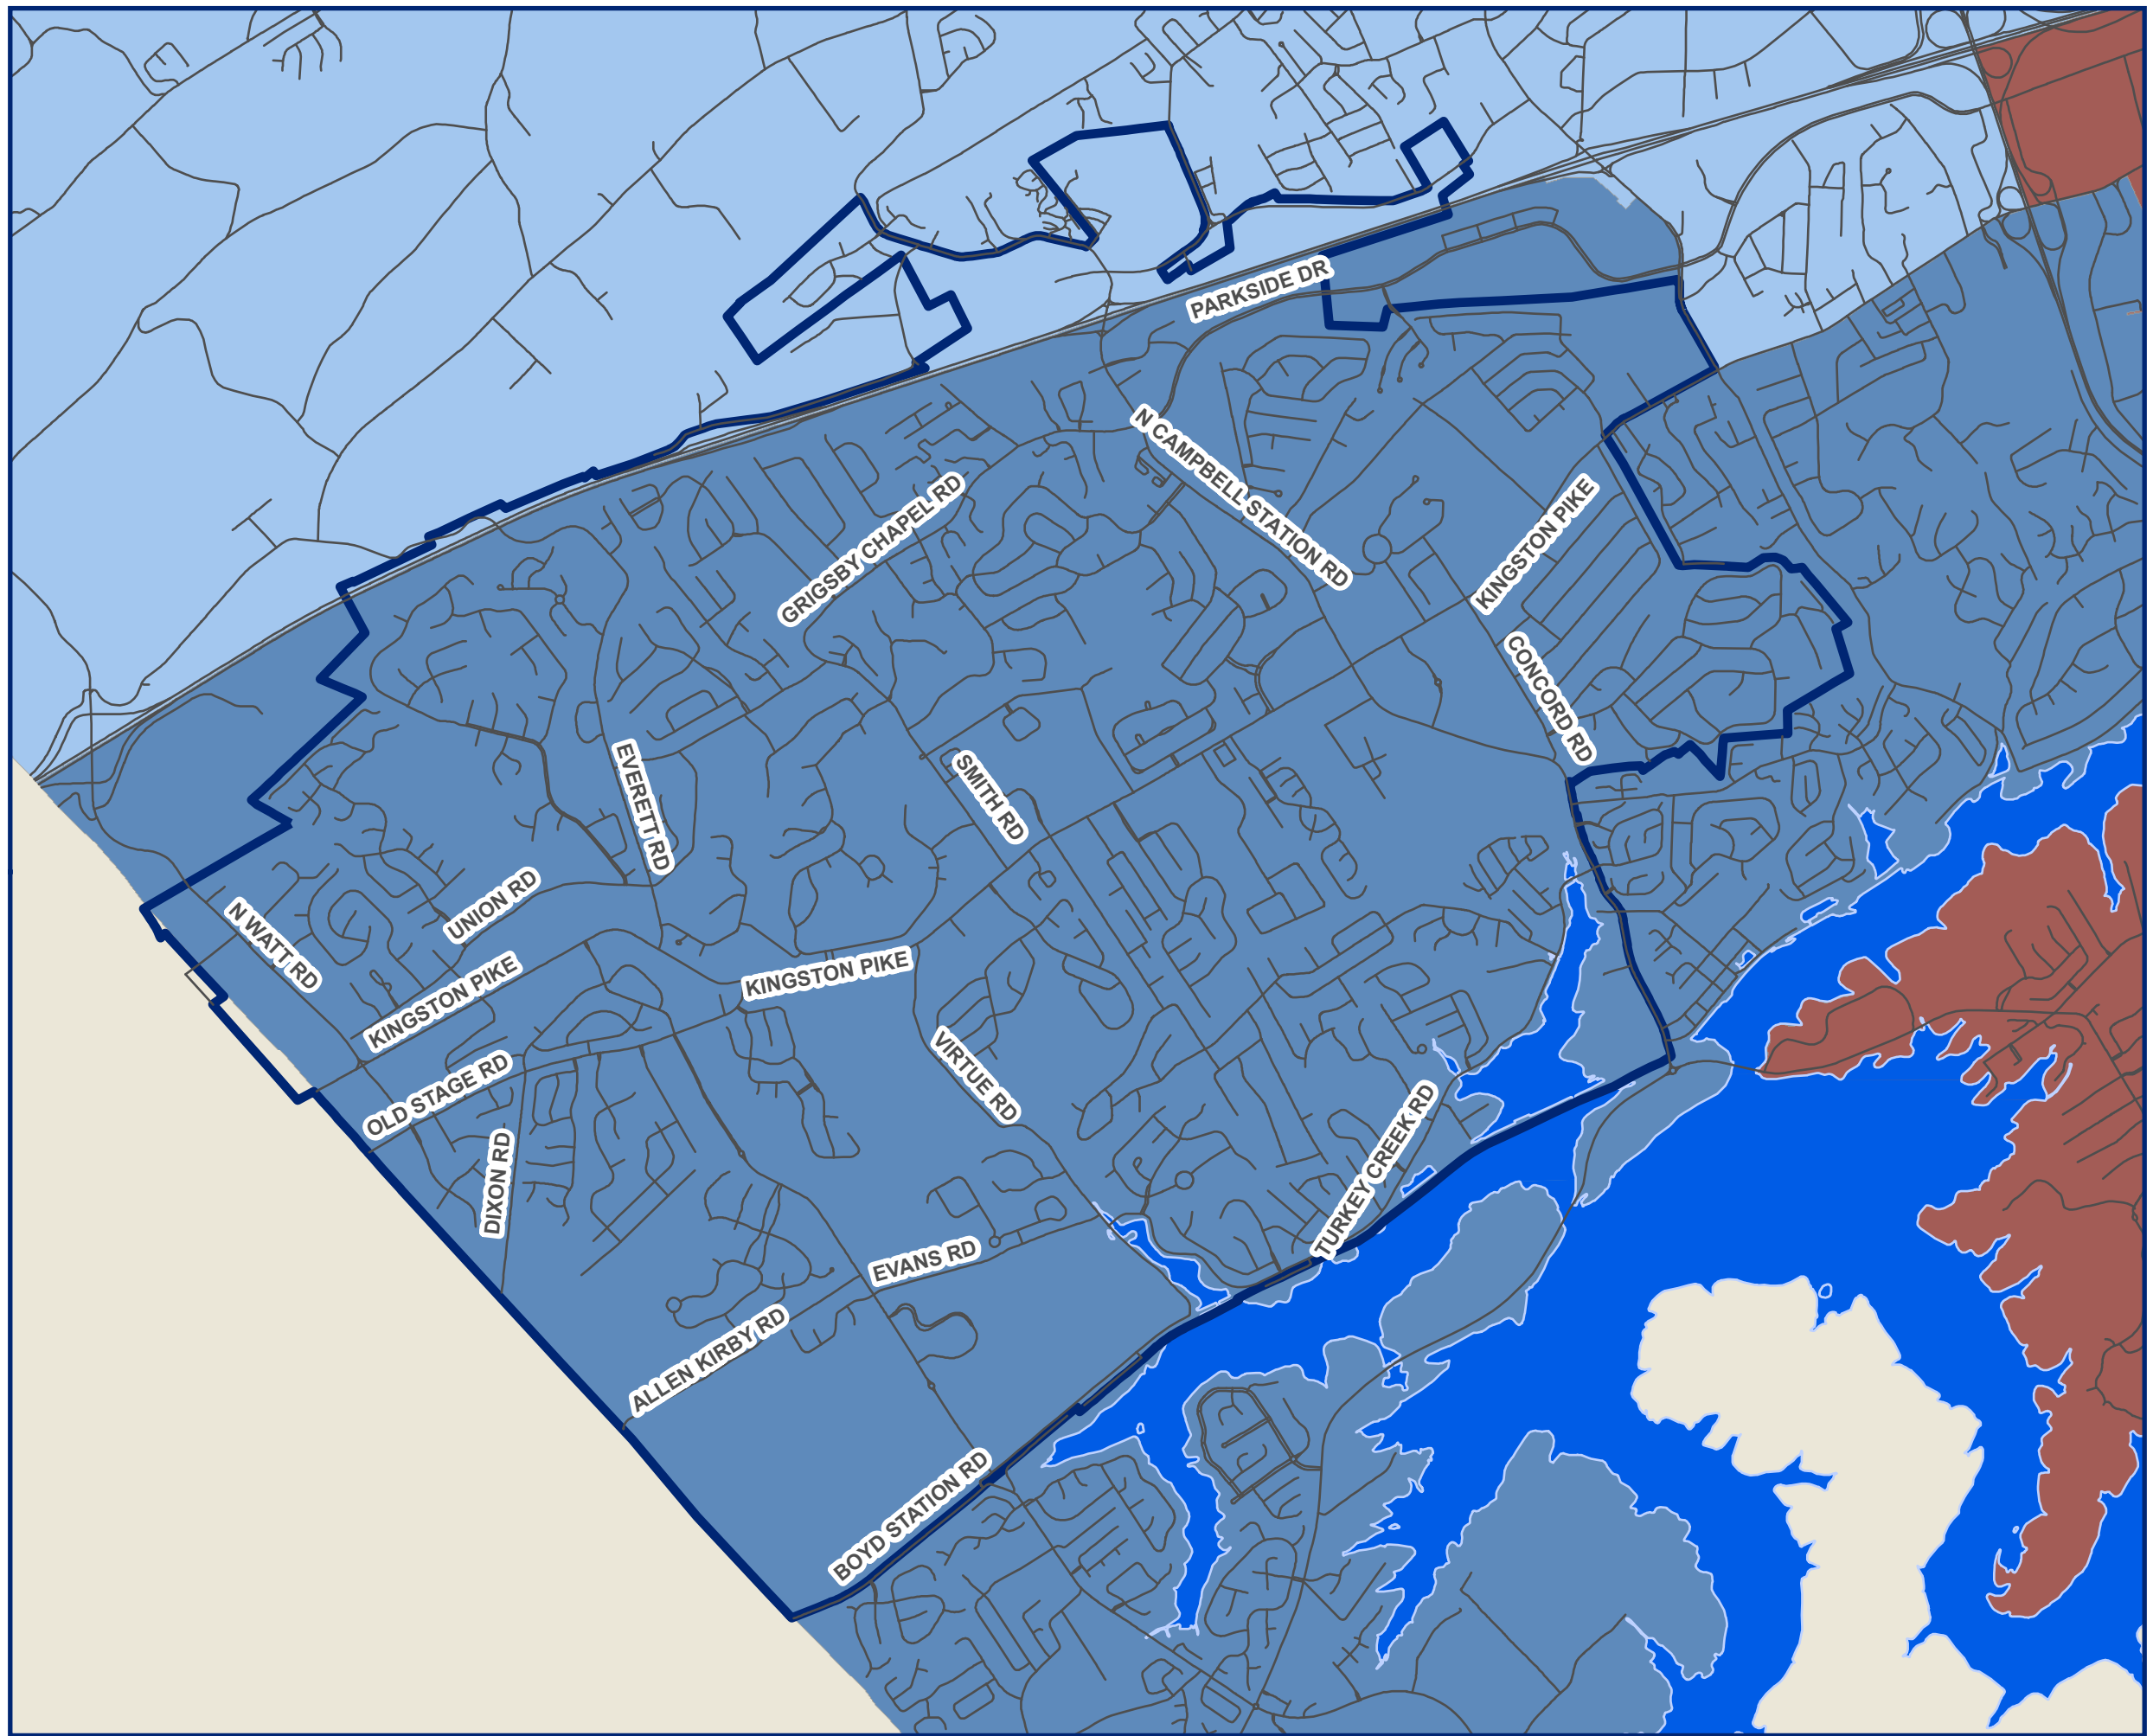 PARKSIDE DR
N CAMPBELL STATION RD
GRIGSBY CHAPEL RD
KINGSTON PIKE
CONCORD RD
EVERETT RD
SMITH RD
UNION RD
N WATT RD
KINGSTON PIKE
KINGSTON PIKE
OLD STAGE RD
VIRTUE RD
DIXON RD
TURKEY CREEK RD
EVANS RD
ALLEN KIRBY RD
BOYD STATION RD